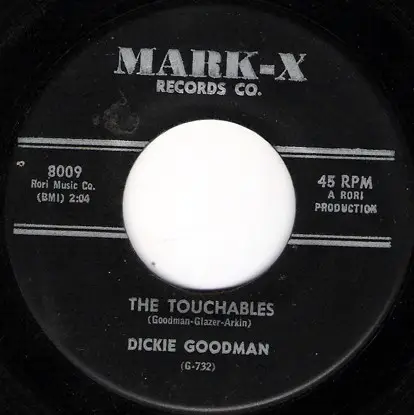 MARK-X
RECORDS CO.
8009
Rori Music Co.
(BMI) 2:04
45 RPM
A RORI
PRODUCTION
THE TOUCHABLES
(Goodman-Glazer-Arkin)
DICKIE GOODMAN
(G-732)